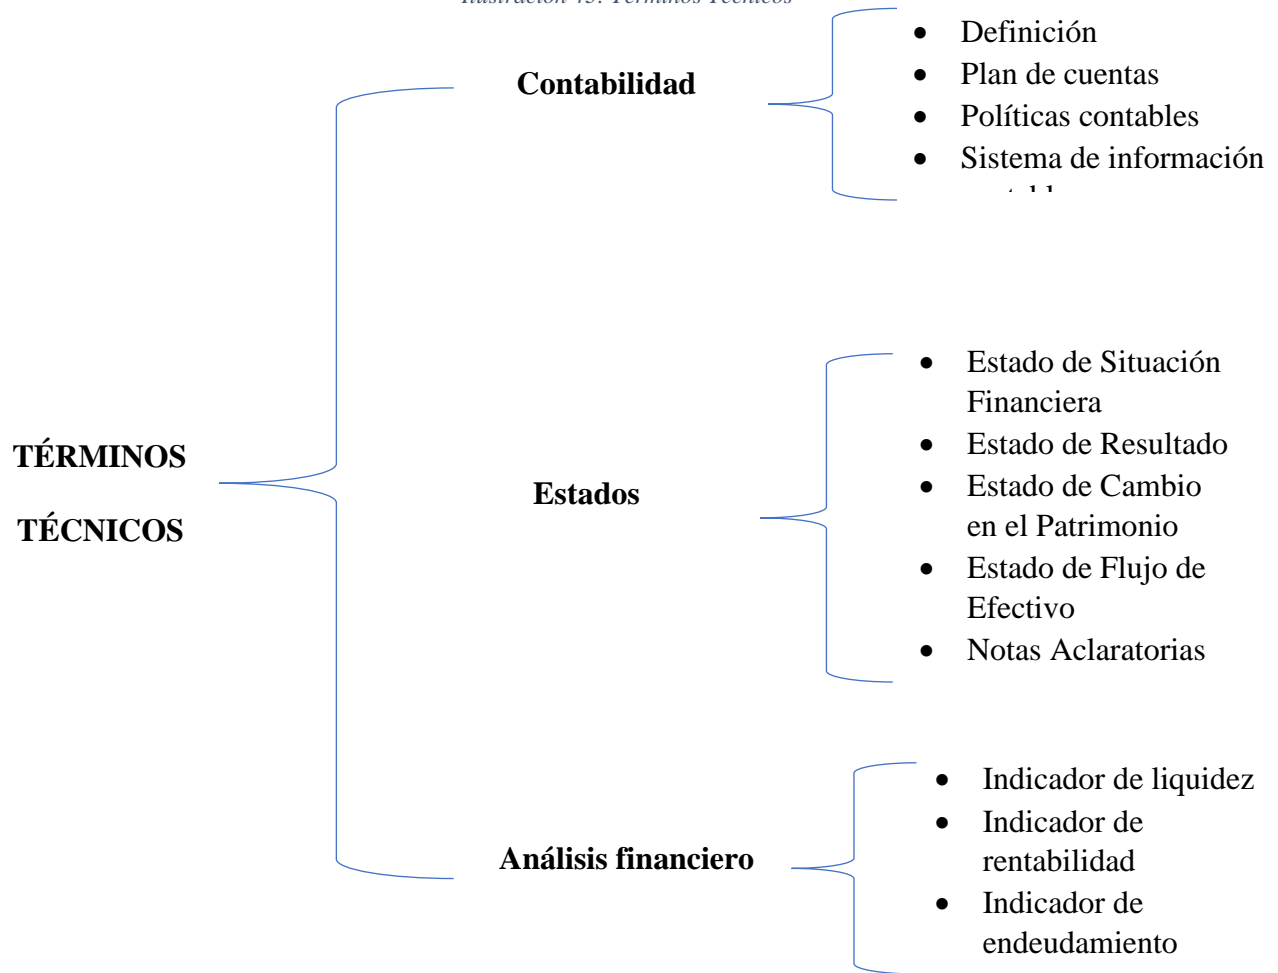 Contabilidad
• Definición
• Plan de cuentas
• Políticas contables
• Sistema de información
TÉRMINOS
TÉCNICOS
Estados
• Estado de Situación
Financiera
• Estado de Resultado
• Estado de Cambio
en el Patrimonio
• Estado de Flujo de
Efectivo
• Notas Aclaratorias
Análisis financiero
• Indicador de liquidez
• Indicador de
rentabilidad
• Indicador de
endeudamiento